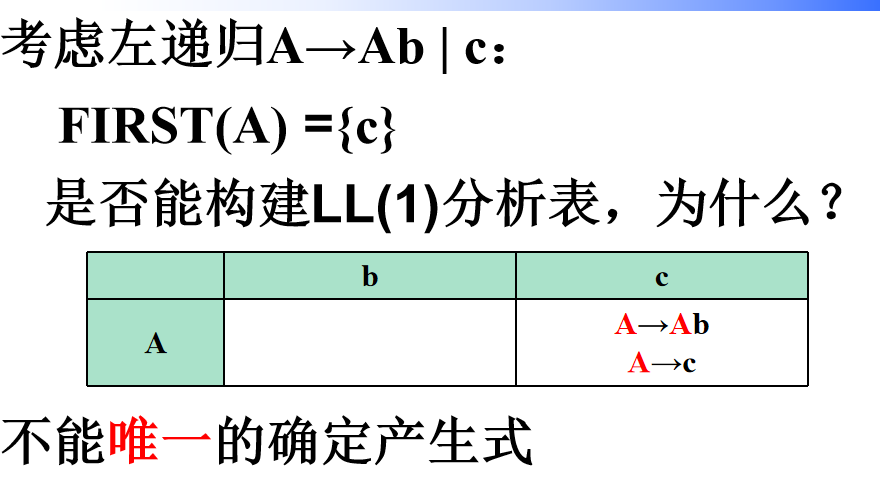 考虑左递归A→Ab | c：
FIRST(A) ={c}
是否能构建LL(1)分析表，为什么？
b c
A→Ab
A
A→c
不能唯一的确定产生式